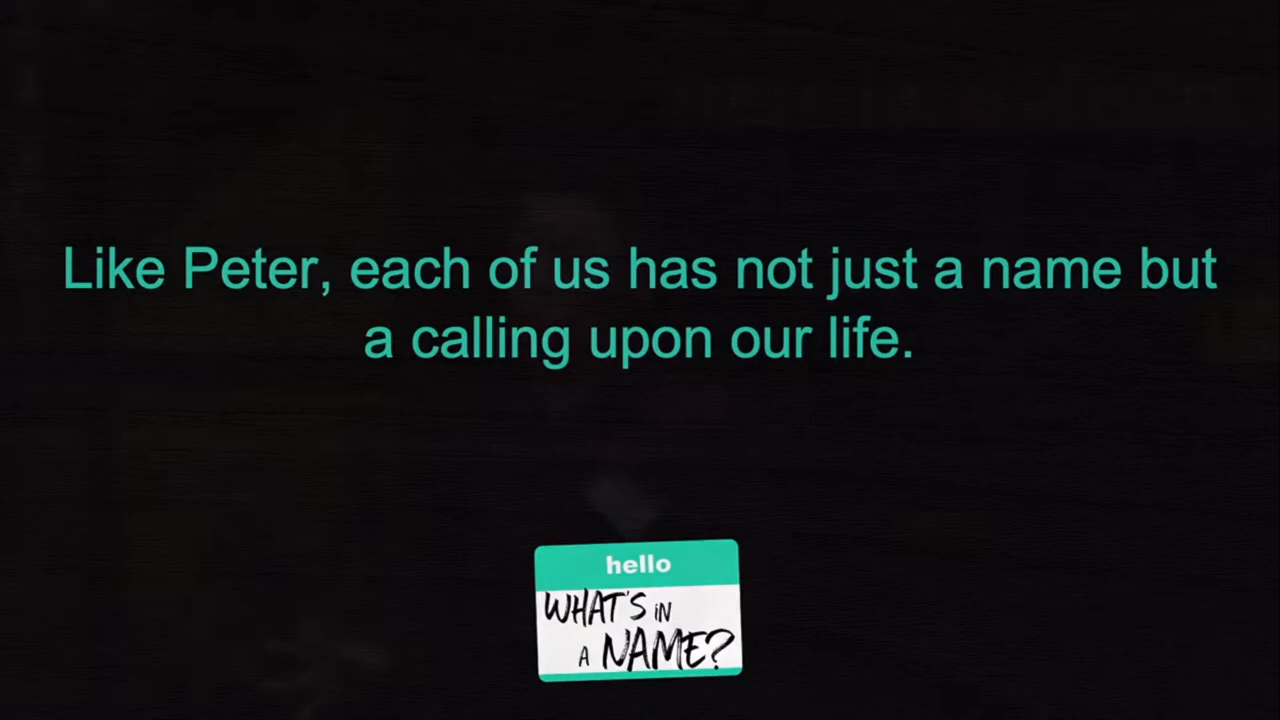 Like Peter, each of us has not just a name but
a calling upon our life.
hello
WHAT'S iN
A NAME?